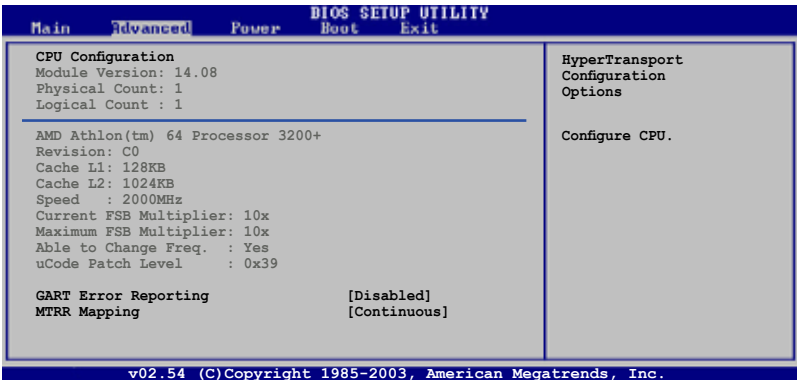 BIOS SETUP UTILITY
Main Advanced Power Boot Exit
CPU Configuration
Module Version: 14.08
Physical Count: 1
Logical Count : 1
AMD Athlon(tm) 64 Processor 3200+
Revision: C0
Cache L1: 128KB
Cache L2: 1024KB
Speed : 2000MHz
Current FSB Multiplier: 10x
Maximum FSB Multiplier: 10x
Able to Change Freq. : Yes
uCode Patch Level : 0x39
GART Error Reporting [Disabled]
MTRR Mapping [Continuous]
HyperTransport
Configuration
Options
Configure CPU.
v02.54 (C)Copyright 1985-2003, American Megatrends, Inc.